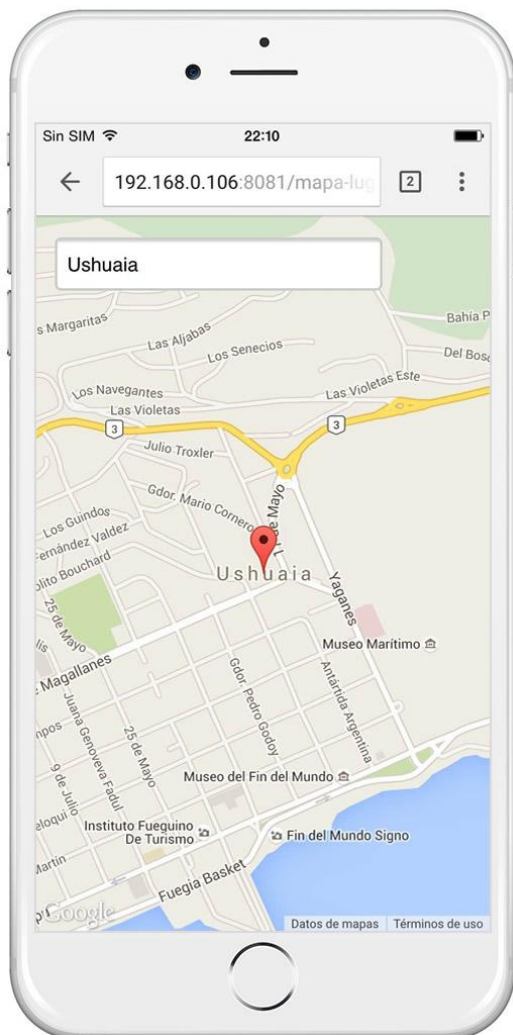 Sin SIM
22:10
192.168.0.106:8081/mapa-lug
2
Ushuaia
s Margaritas
Las Aljabas
Los Senecios
Bahía P
Del Bosq
Los Navegantes
Las Violetas Este
Las Violetas
3
3
Julio Troxler
Gdor. Mario Cornero
de Mayo
Los Guindos
Fernández Valdez
olito Bouchard
Ushuaia
Yaganes
25 de Mayo
Museo Marítimo
e Magallanes
Gdor. Pedro Godoy
Antártida Argentina
Juana Genoveva Fadul
25 de Mayo
9 de Julio
Museo del Fin del Mundo
Instituto Fueguino
De Turismo
Fin del Mundo Signo
Fuegia Basket
Google
Datos de mapas
Términos de uso